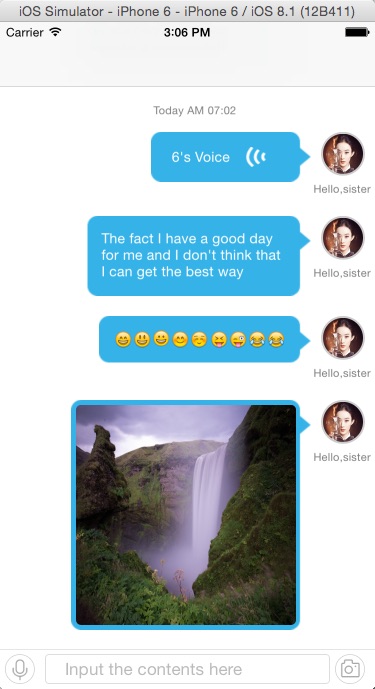 iOS Simulator - iPhone 6 - iPhone 6 / iOS 8.1 (12B411)
Carrier 3:06 PM
Today AM 07:02
6's Voice
Hello,sister
The fact I have a good day
for me and I don't think that
I can get the best way
Hello,sister
😄😃😀😊☺️😝😜😂😂
Hello,sister
Hello,sister
Input the contents here